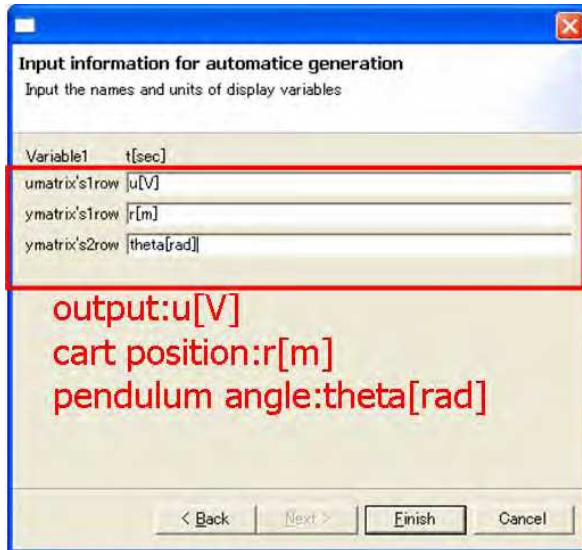 Input information for automatice generation
Input the names and units of display variables
Variable1 t[sec]
umatrix's1row u[V]
ymatrix's1row r[m]
ymatrix's2row theta[rad]
output:u[V]
cart position:r[m]
pendulum angle:theta[rad]
< Back Next > Finish Cancel